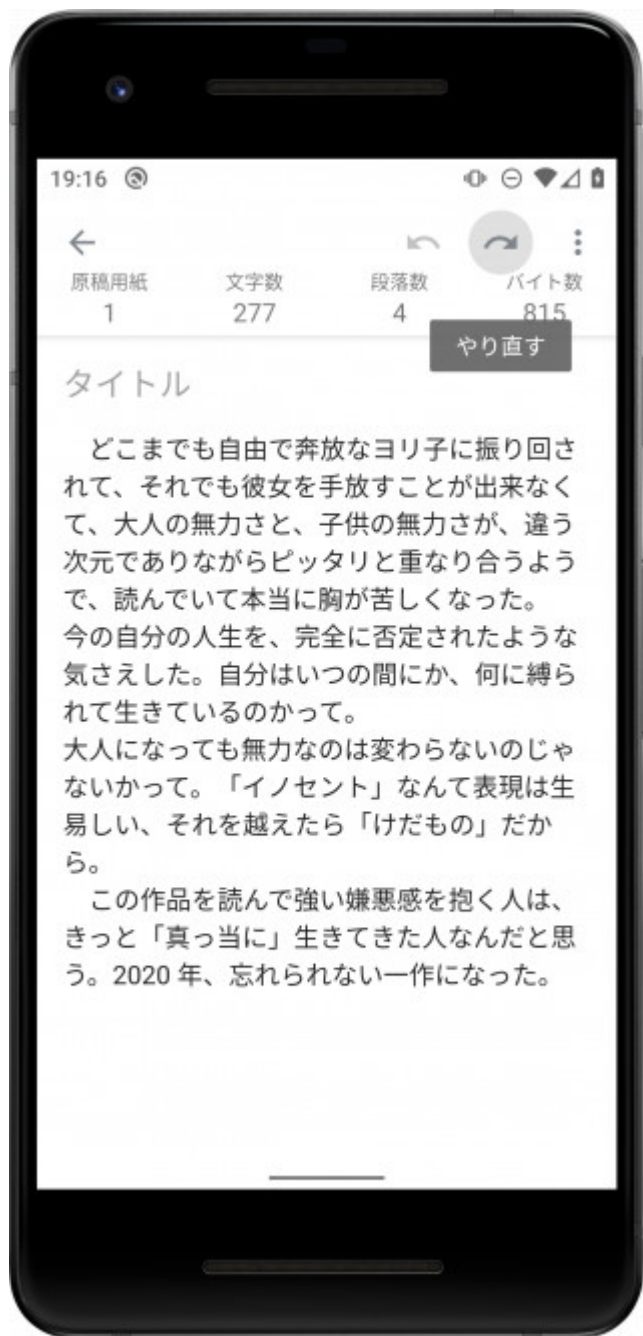 19:16
原稿用紙 文字数 段落数 バイト数
1 277 4 815
やり直す
タイトル
　どこまでも自由で奔放なヨリ子に振り回さ
れて、それでも彼女を手放すことが出来なく
て、大人の無力さと、子供の無力さが、違う
次元でありながらピッタリと重なり合うよう
で、読んでいて本当に胸が苦しくなった。
今の自分の人生を、完全に否定されたような
気さえした。自分はいつの間にか、何に縛ら
れて生きているのかって。
大人になっても無力なのは変わらないのじゃ
ないかって。「イノセント」なんて表現は生
易しい、それを越えたら「けだもの」だか
ら。
　この作品を読んで強い嫌悪感を抱く人は、
きっと「真っ当に」生きてきた人なんだと思
う。2020 年、忘れられない一作になった。